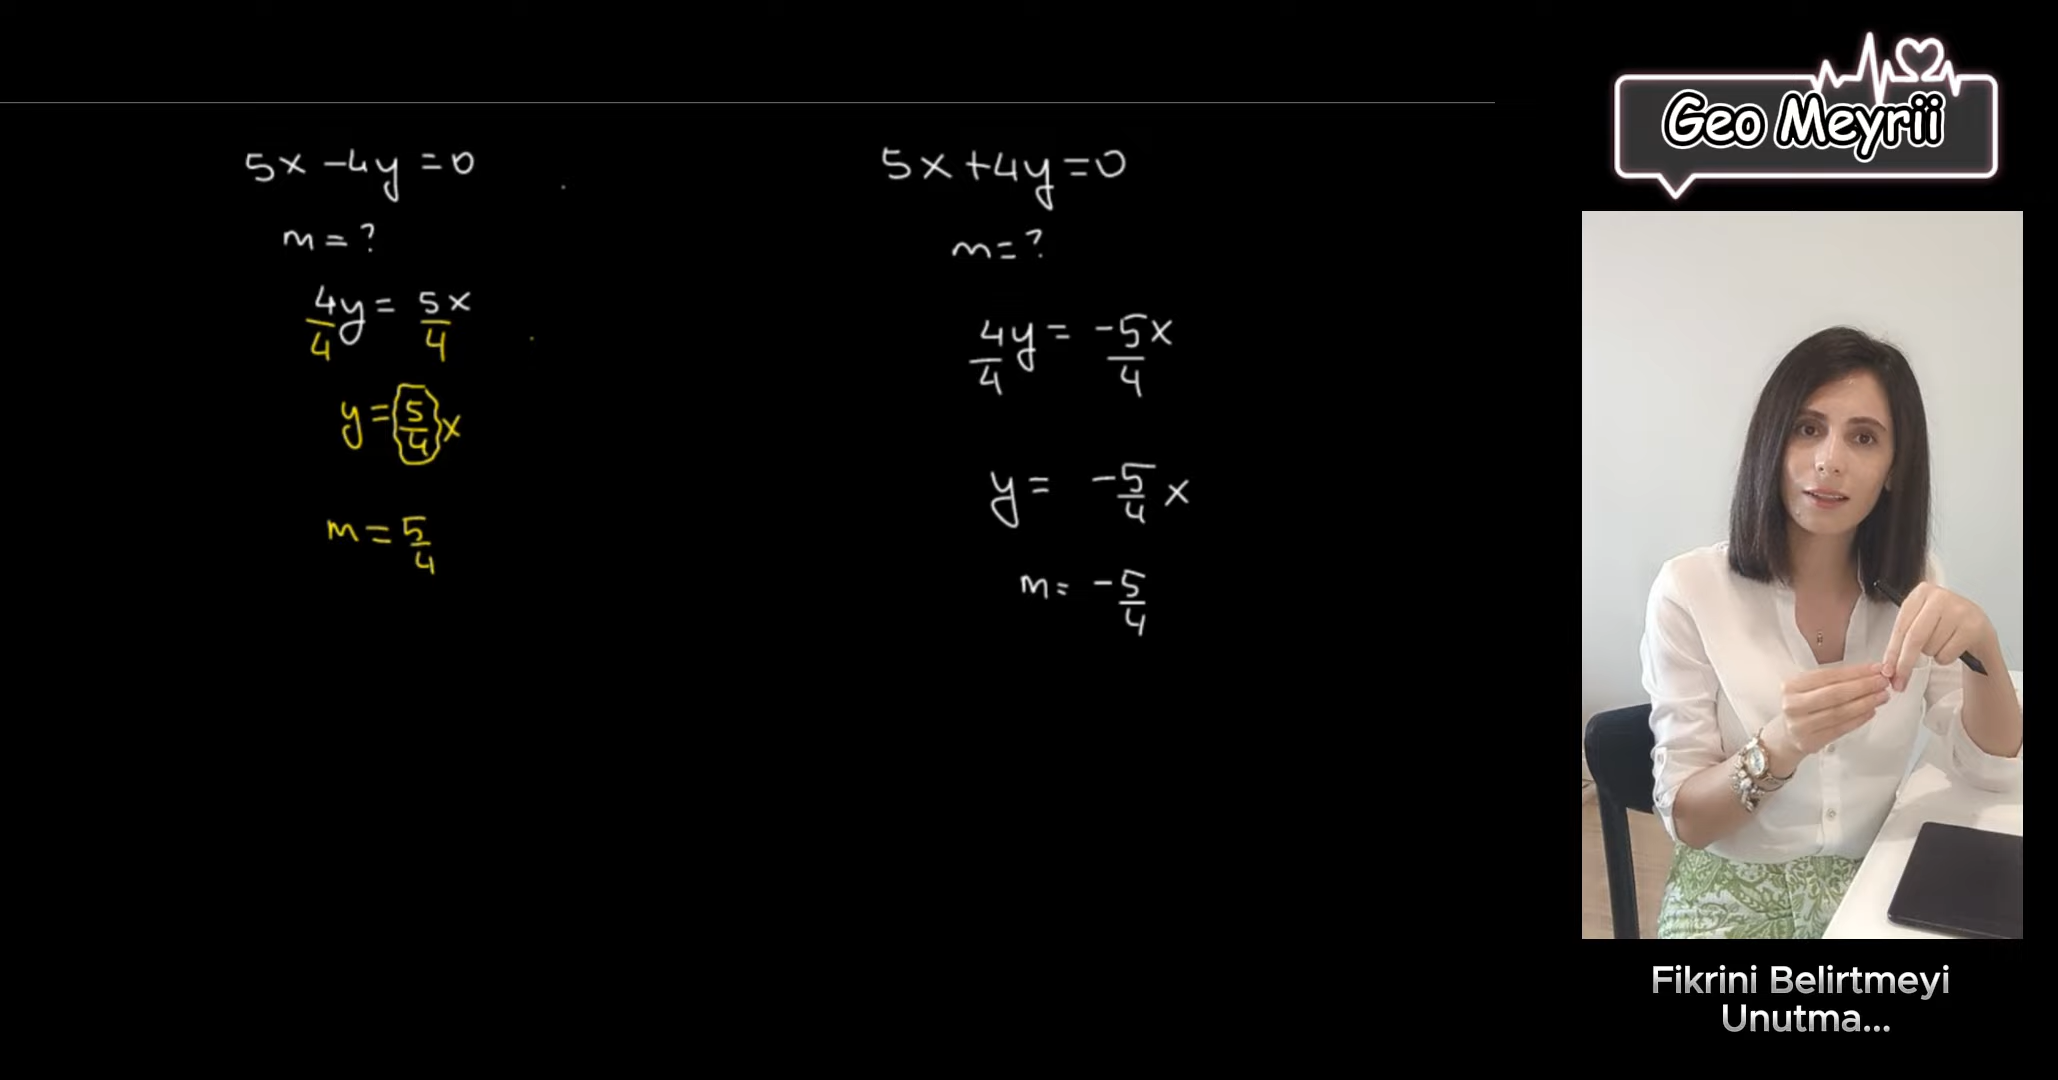 5x - 4y = 0
m = ?
4y/4 = 5x/4
y = 5/4 x
m = 5/4
5x + 4y = 0
m = ?
4y/4 = -5x/4
y = -5/4 x
m = -5/4
Geo Meyrii
Fikrini Belirtmeyi
Unutma...